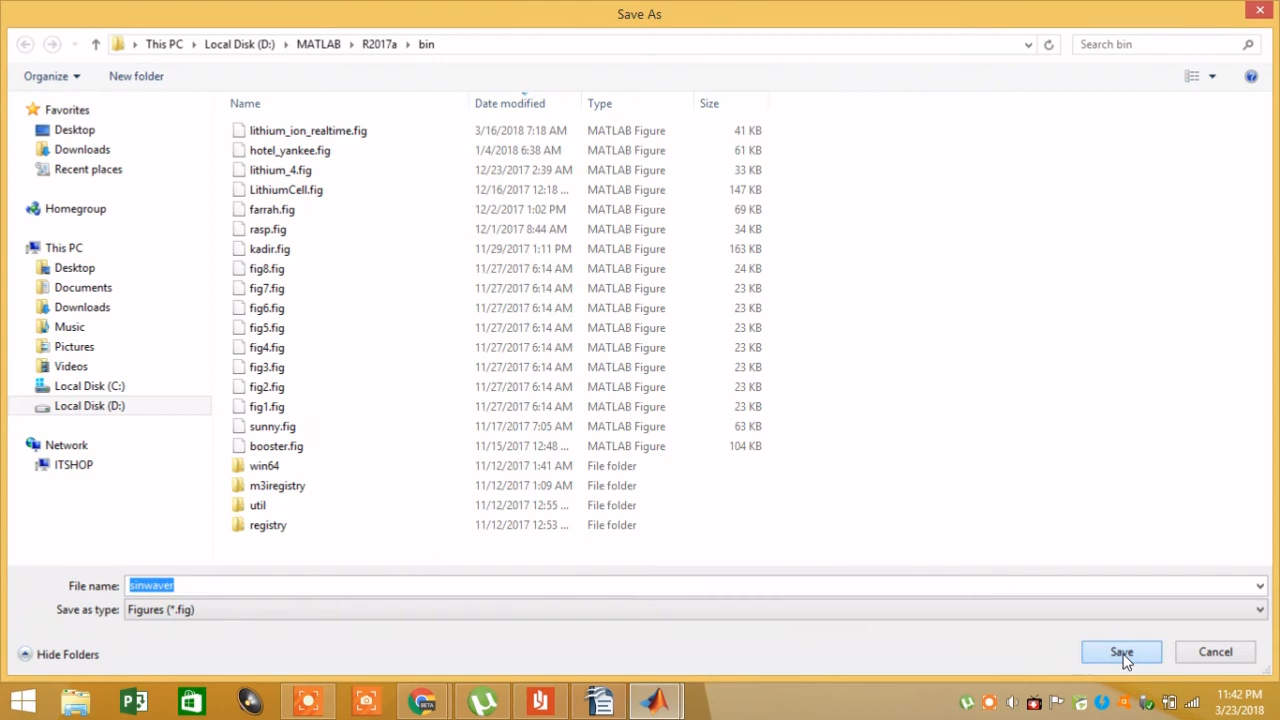 Save As
This PC Local Disk (D:) MATLAB R2017a bin Search bin
Organize New folder
Name Date modified Type Size
Favorites
Desktop
Downloads
Recent places
Homegroup
This PC
Desktop
Documents
Downloads
Music
Pictures
Videos
Local Disk (C:)
Local Disk (D:)
Network
ITSHOP
lithium_ion_realtime.fig 3/16/2018 7:18 AM MATLAB Figure 41 KB
hotel_yankee.fig 1/4/2018 6:38 AM MATLAB Figure 61 KB
lithium_4.fig 12/23/2017 2:39 AM MATLAB Figure 33 KB
LithiumCell.fig 12/16/2017 12:18 ... MATLAB Figure 147 KB
farrah.fig 12/2/2017 1:02 PM MATLAB Figure 69 KB
rasp.fig 12/1/2017 8:44 AM MATLAB Figure 34 KB
kadir.fig 11/29/2017 1:11 PM MATLAB Figure 163 KB
fig8.fig 11/27/2017 6:14 AM MATLAB Figure 24 KB
fig7.fig 11/27/2017 6:14 AM MATLAB Figure 23 KB
fig6.fig 11/27/2017 6:14 AM MATLAB Figure 23 KB
fig5.fig 11/27/2017 6:14 AM MATLAB Figure 23 KB
fig4.fig 11/27/2017 6:14 AM MATLAB Figure 23 KB
fig3.fig 11/27/2017 6:14 AM MATLAB Figure 23 KB
fig2.fig 11/27/2017 6:14 AM MATLAB Figure 23 KB
fig1.fig 11/27/2017 6:14 AM MATLAB Figure 23 KB
sunny.fig 11/17/2017 7:05 AM MATLAB Figure 63 KB
booster.fig 11/15/2017 12:48 ... MATLAB Figure 104 KB
win64 11/12/2017 1:41 AM File folder
m3iregistry 11/12/2017 1:09 AM File folder
util 11/12/2017 12:55 ... File folder
registry 11/12/2017 12:53 ... File folder
File name: sinwaver
Save as type: Figures (*.fig)
Hide Folders Save Cancel
BETA
11:42 PM
3/23/2018